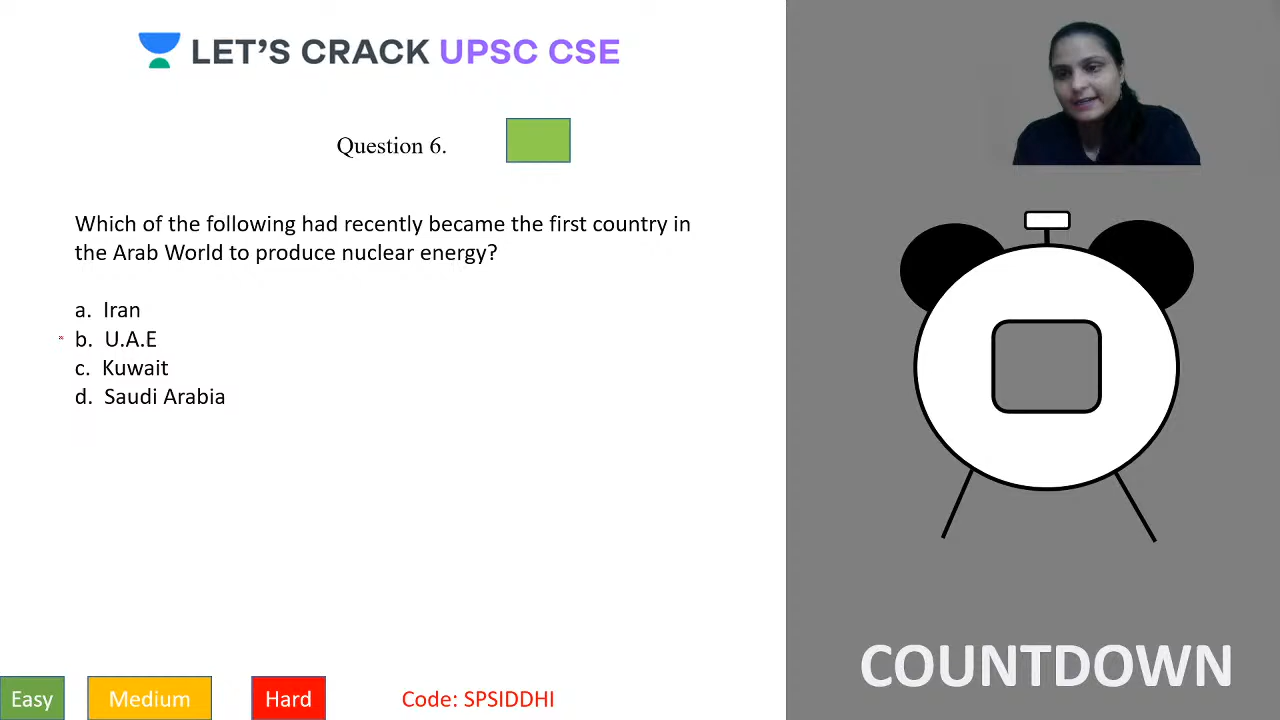 LET'S CRACK UPSC CSE
Question 6.
Which of the following had recently became the first country in
the Arab World to produce nuclear energy?
a. Iran
b. U.A.E
c. Kuwait
d. Saudi Arabia
COUNTDOWN
Easy
Medium
Hard
Code: SPSIDDHI